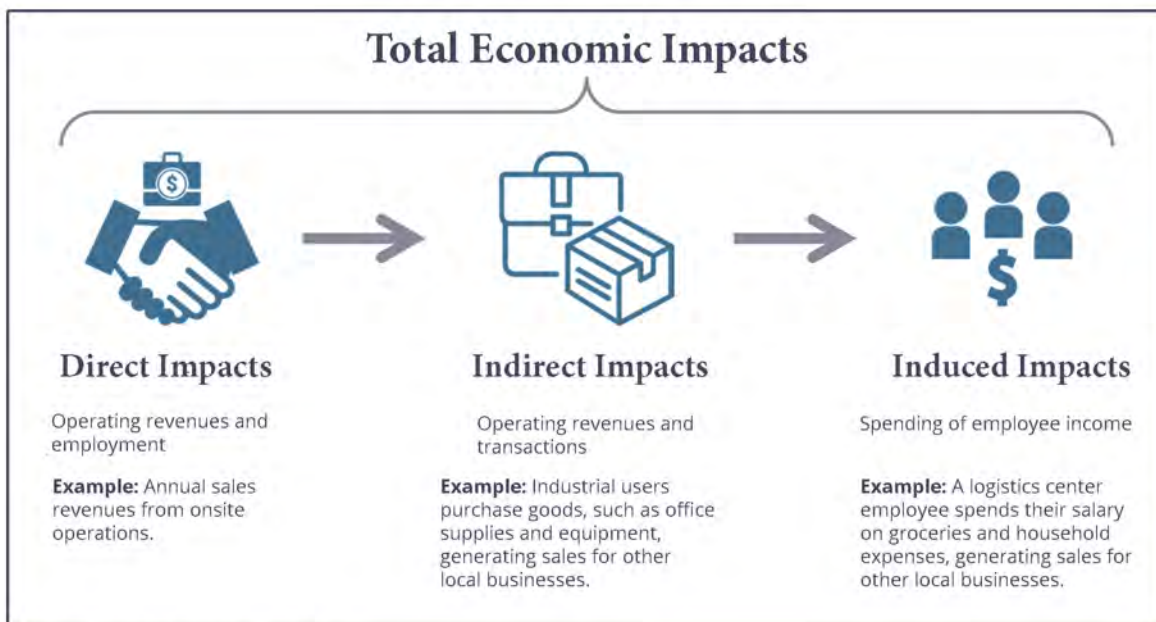 Total Economic Impacts
$
$
Direct Impacts
Operating revenues and
employment
Example: Annual sales
revenues from onsite
operations.
Indirect Impacts
Operating revenues and
transactions
Example: Industrial users
purchase goods, such as office
supplies and equipment,
generating sales for other
local businesses.
Induced Impacts
Spending of employee income
Example: A logistics center
employee spends their salary
on groceries and household
expenses, generating sales for
other local businesses.